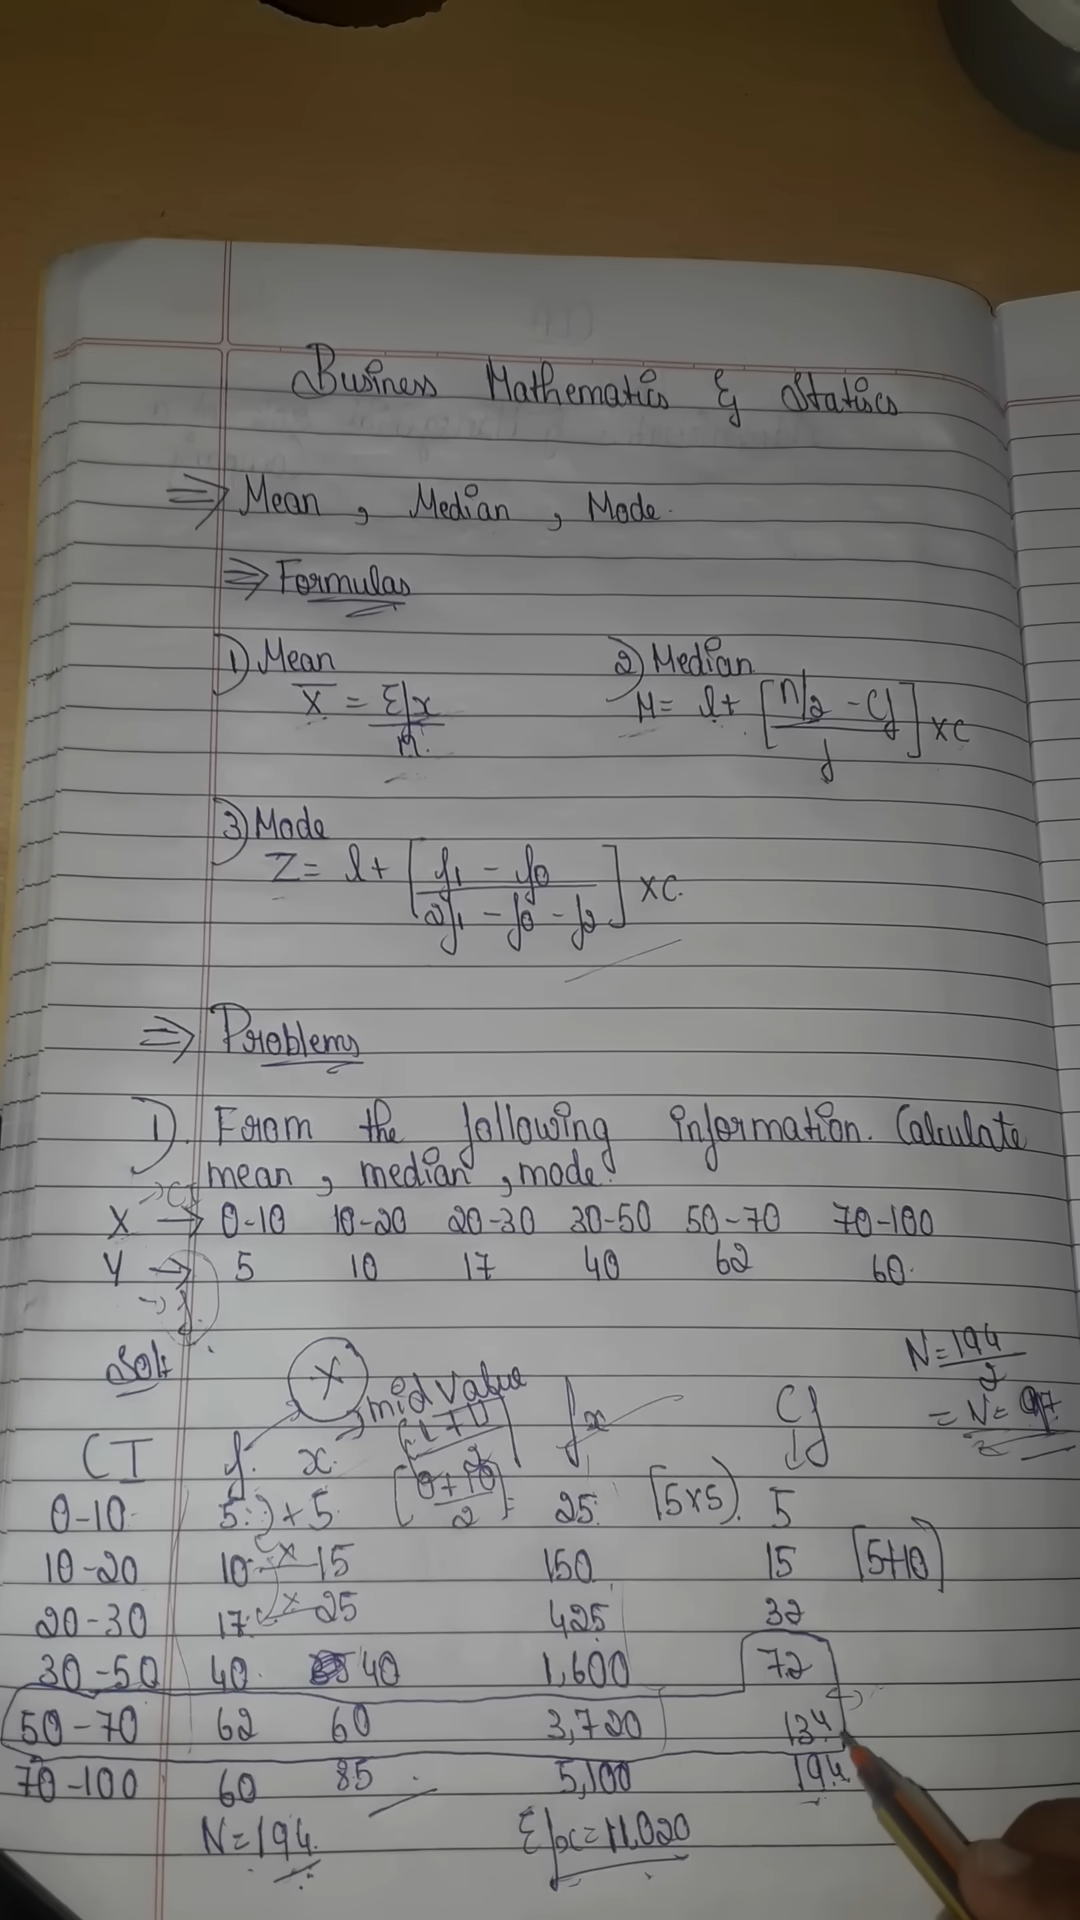 Business Mathematics & Statiscs
⇒ Mean, Median, Mode.
⇒ Formulas
1) Mean 2) Median
X̅ = Σfx/n M = l + [n/2 - cf / f] × c
3) Mode
Z = l + [f1 - f0 / 2f1 - f0 - f2] × c.
⇒ Problems
1). From the following information. Calculate
mean, median, mode.
X → 0-10 10-20 20-30 30-50 50-70 70-100
Y → 5 10 17 40 62 60.
→ f
Sol:
N = 194/2
= N/2 = 97
X → mid value
CI f. x. fx cf
0-10 5 × 5 [0+10/2] 25 [5×5] 5
10-20 10 × 15 150 15 [5+10]
20-30 17 × 25 425 32
30-50 40 40 1,600 72
50-70 62 60 3,720 134
70-100 60 85 5,100 194
N = 194. Σfx = 11,020